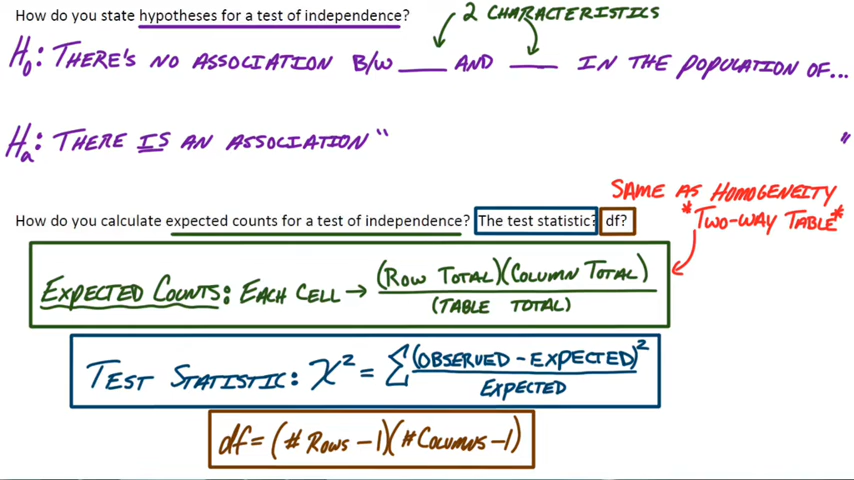 How do you state hypotheses for a test of independence?
2 CHARACTERISTICS
H₀: THERE'S NO ASSOCIATION B/W ____ AND ____ IN THE POPULATION OF...
Hₐ: THERE IS AN ASSOCIATION " "
SAME AS HOMOGENEITY
*TWO-WAY TABLE*
How do you calculate expected counts for a test of independence? The test statistic? df?
EXPECTED COUNTS: EACH CELL → (ROW TOTAL)(COLUMN TOTAL)
(TABLE TOTAL)
TEST STATISTIC: χ² = Σ (OBSERVED - EXPECTED)²
EXPECTED
df = (# ROWS - 1)(# COLUMNS - 1)